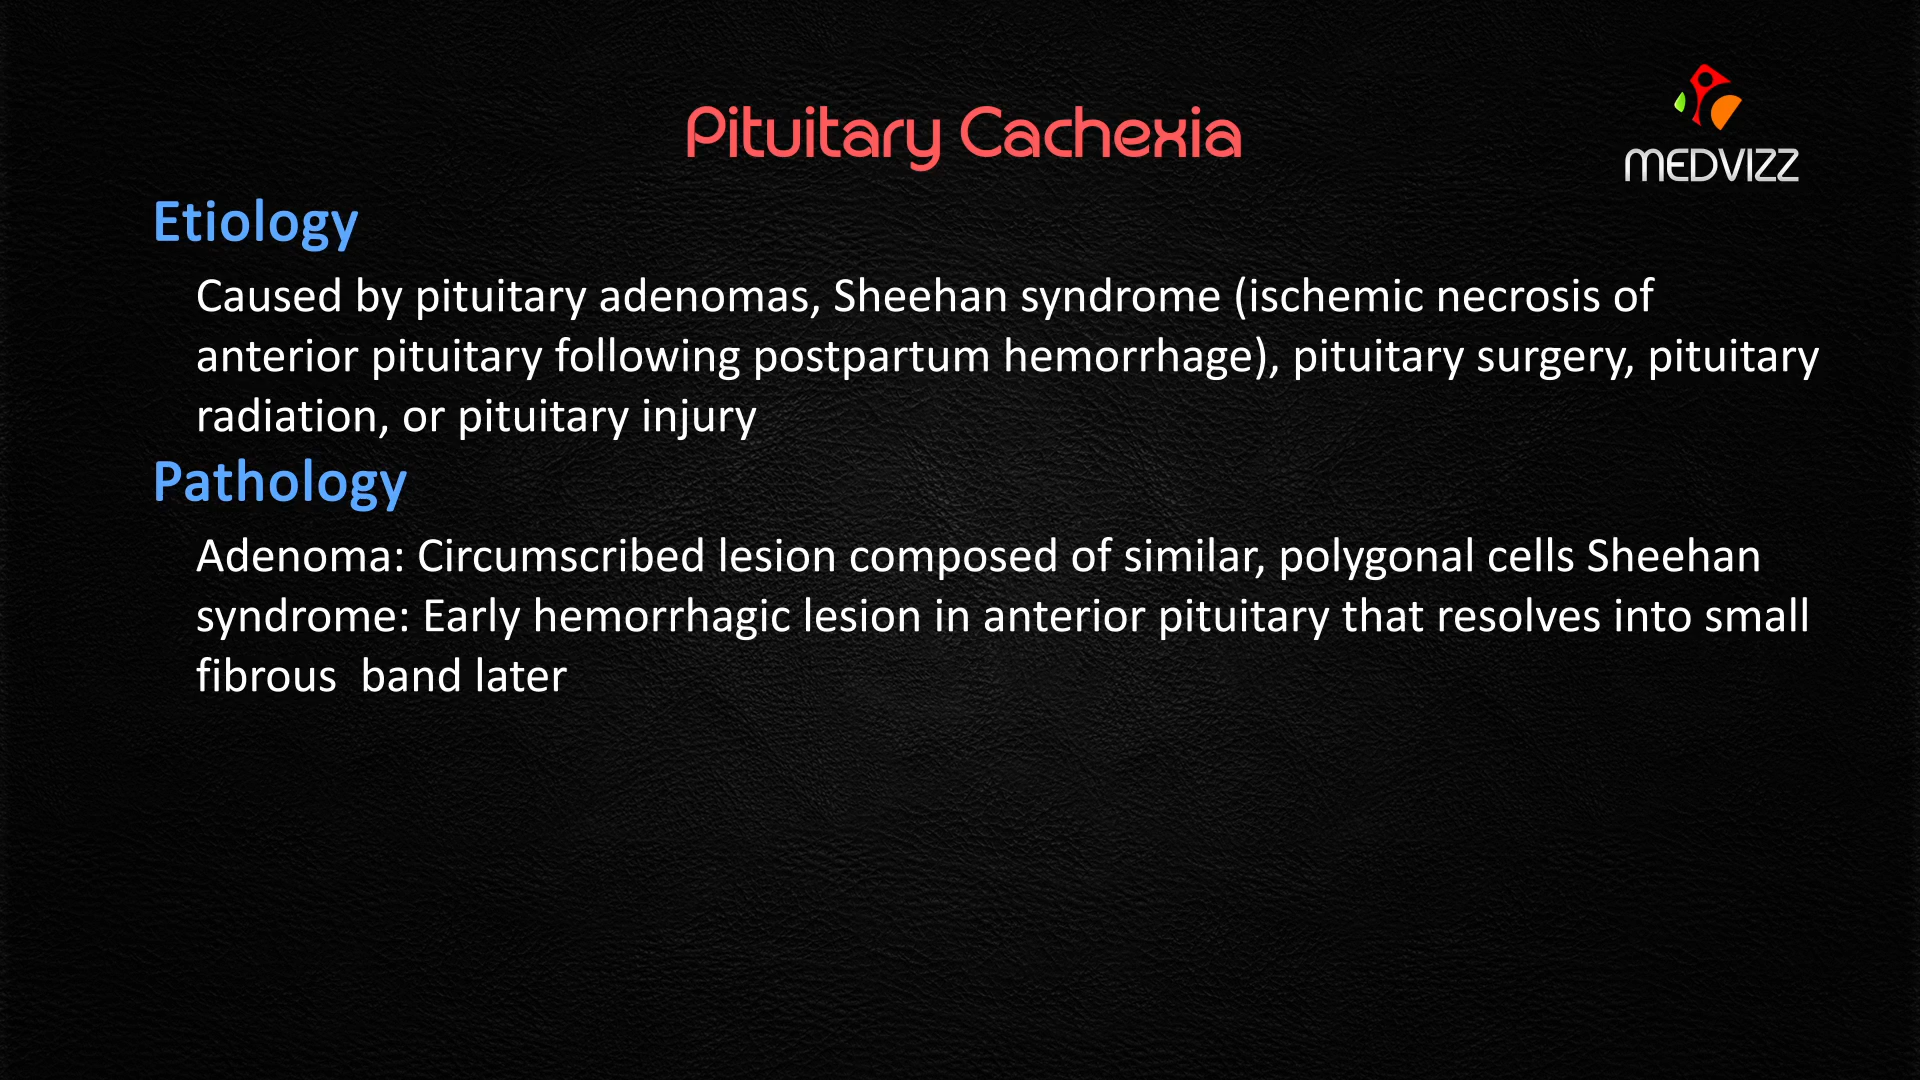 Pituitary Cachexia
MEDVIZZ
Etiology
Caused by pituitary adenomas, Sheehan syndrome (ischemic necrosis of
anterior pituitary following postpartum hemorrhage), pituitary surgery, pituitary
radiation, or pituitary injury
Pathology
Adenoma: Circumscribed lesion composed of similar, polygonal cells Sheehan
syndrome: Early hemorrhagic lesion in anterior pituitary that resolves into small
fibrous  band later